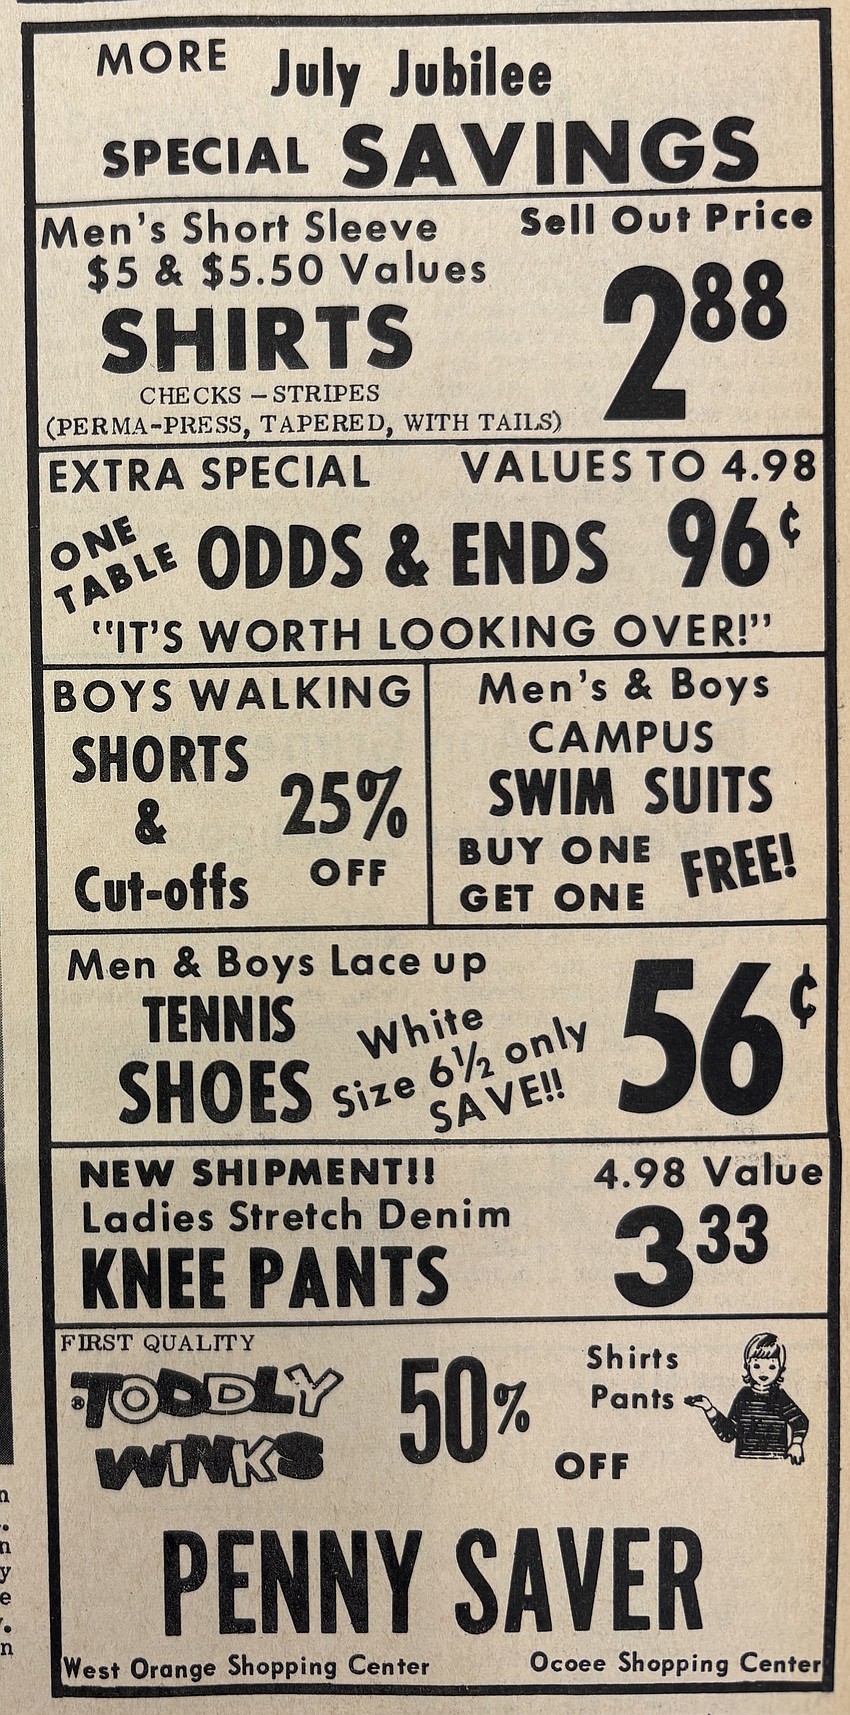 MORE July Jubilee
SPECIAL SAVINGS
Men's Short Sleeve
$5 & $5.50 Values
SHIRTS
CHECKS – STRIPES
(PERMA-PRESS, TAPERED, WITH TAILS)
Sell Out Price
2 88
EXTRA SPECIAL VALUES TO 4.98
ONE
TABLE
ODDS & ENDS 96¢
"IT'S WORTH LOOKING OVER!"
BOYS WALKING
SHORTS
&
Cut-offs
25%
OFF
Men's & Boys
CAMPUS
SWIM SUITS
BUY ONE
GET ONE
FREE!
Men & Boys Lace up
TENNIS
SHOES
White
Size 6½ only
SAVE!!
56¢
NEW SHIPMENT!!
Ladies Stretch Denim
KNEE PANTS
4.98 Value
3 33
FIRST QUALITY
®TODDLY
WINKS
50%
OFF
Shirts
Pants
PENNY SAVER
West Orange Shopping Center Ocoee Shopping Center
n
.
n
y
e
.
n